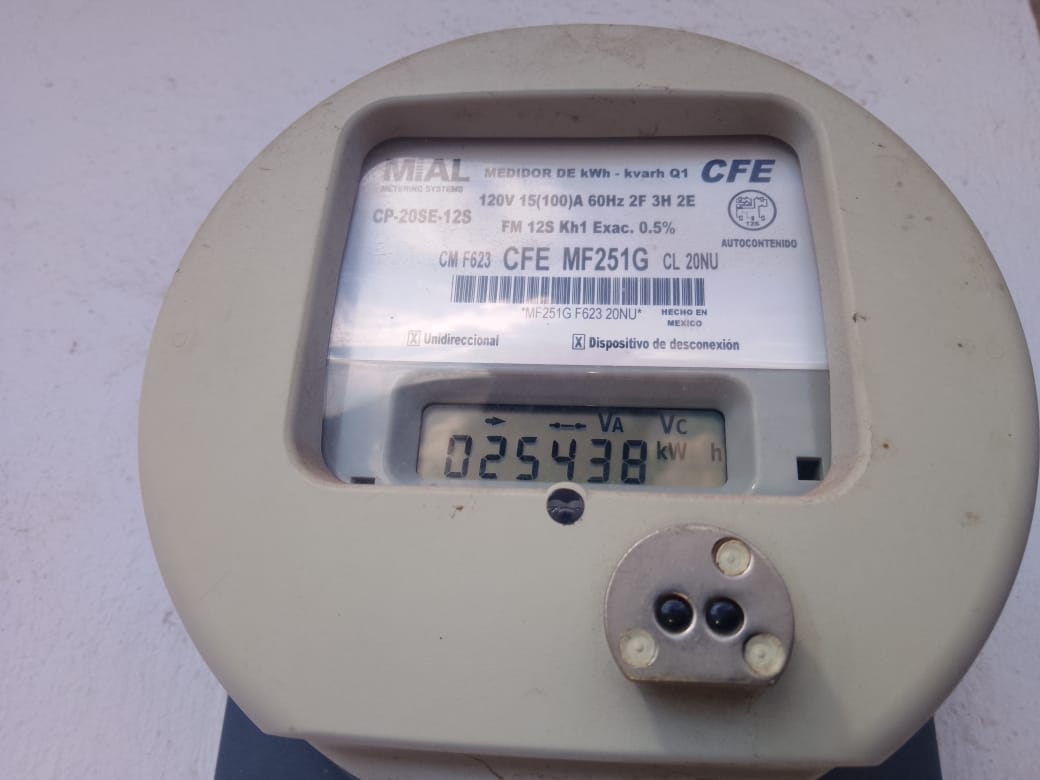 MIAL MEDIDOR DE kWh - kvarh Q1 CFE
METERING SYSTEMS
120V 15(100)A 60Hz 2F 3H 2E
CP-20SE-12S
FM 12S Kh1 Exac. 0.5%
12S
AUTOCONTENIDO
CM F623 CFE MF251G CL 20NU
*MF251G F623 20NU* HECHO EN
MEXICO
X Unidireccional X Dispositivo de desconexión
VA VC
025438 kW h